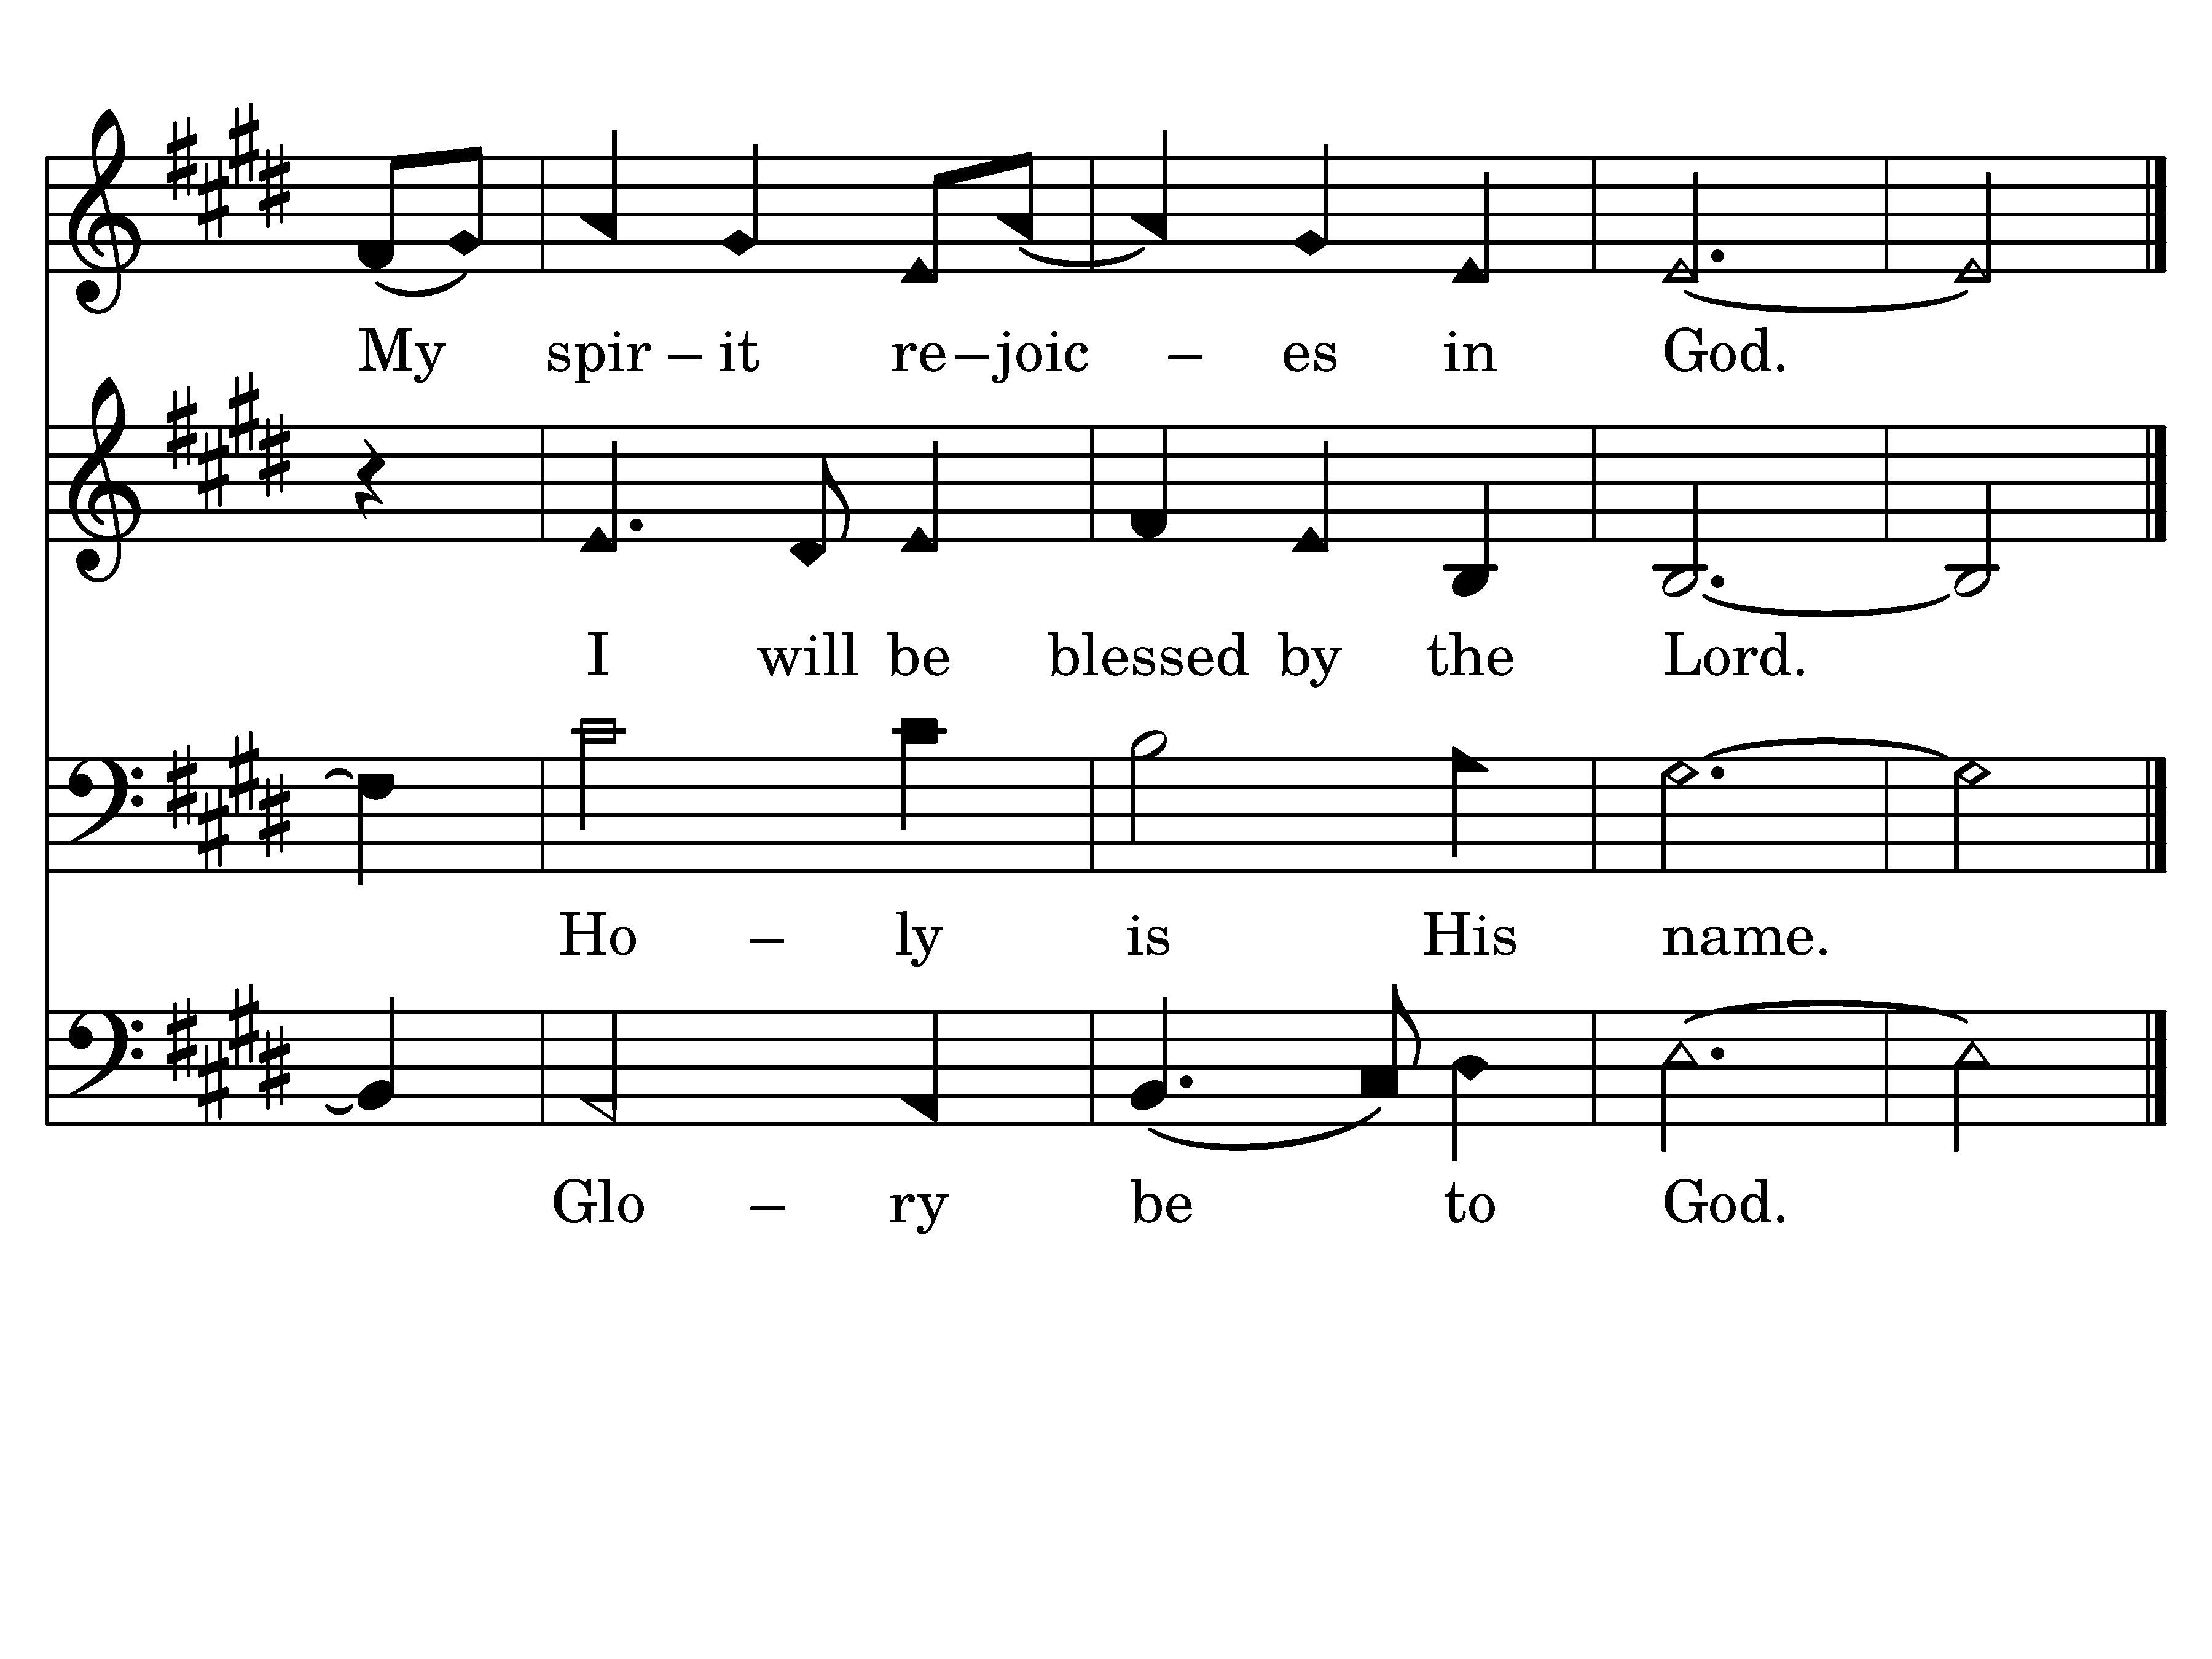 My spir – it re – joic – es in God.
I will be blessed by the Lord.
Ho – ly is His name.
Glo – ry be to God.